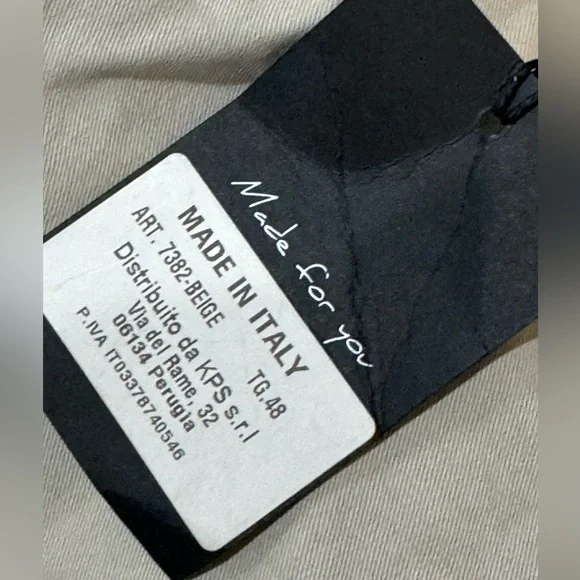 Made for you
MADE IN ITALY
ART. 7382-BEIGE TG.48
Distribuito da KPS s.r.l
Via del Rame, 32
06134 Perugia
P.IVA IT03378740546